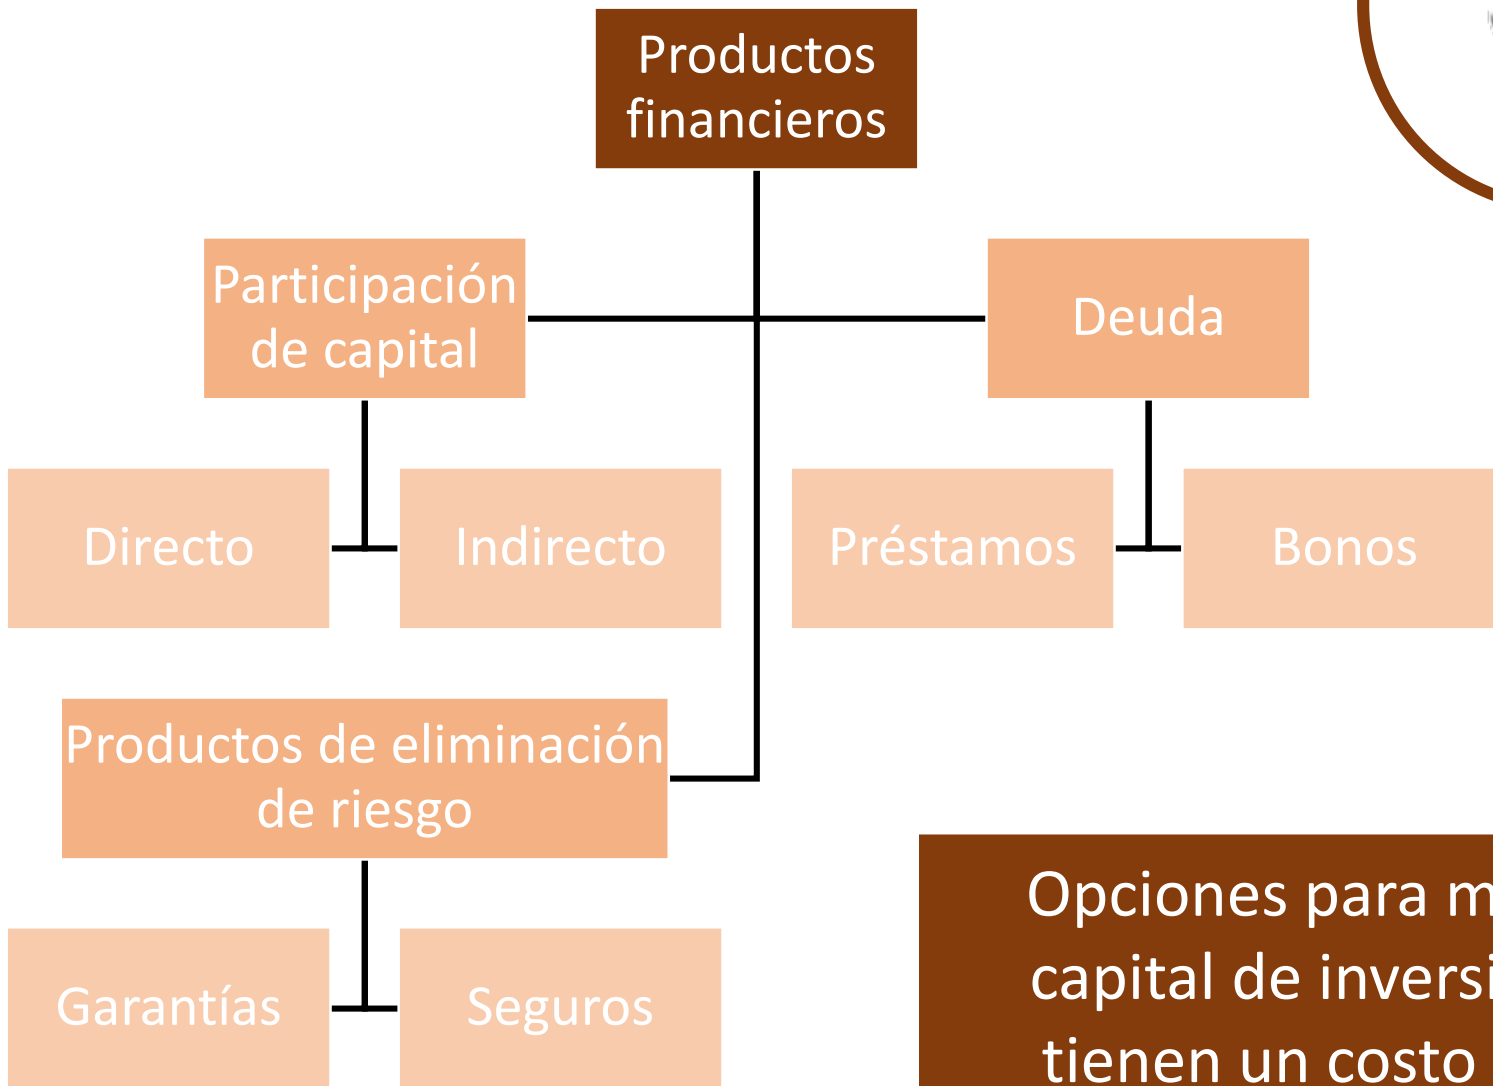 Productos
financieros
Participación
de capital
Deuda
Directo
Indirecto
Préstamos
Bonos
Productos de eliminación
de riesgo
Garantías
Seguros
Opciones para
capital de
tienen un costo